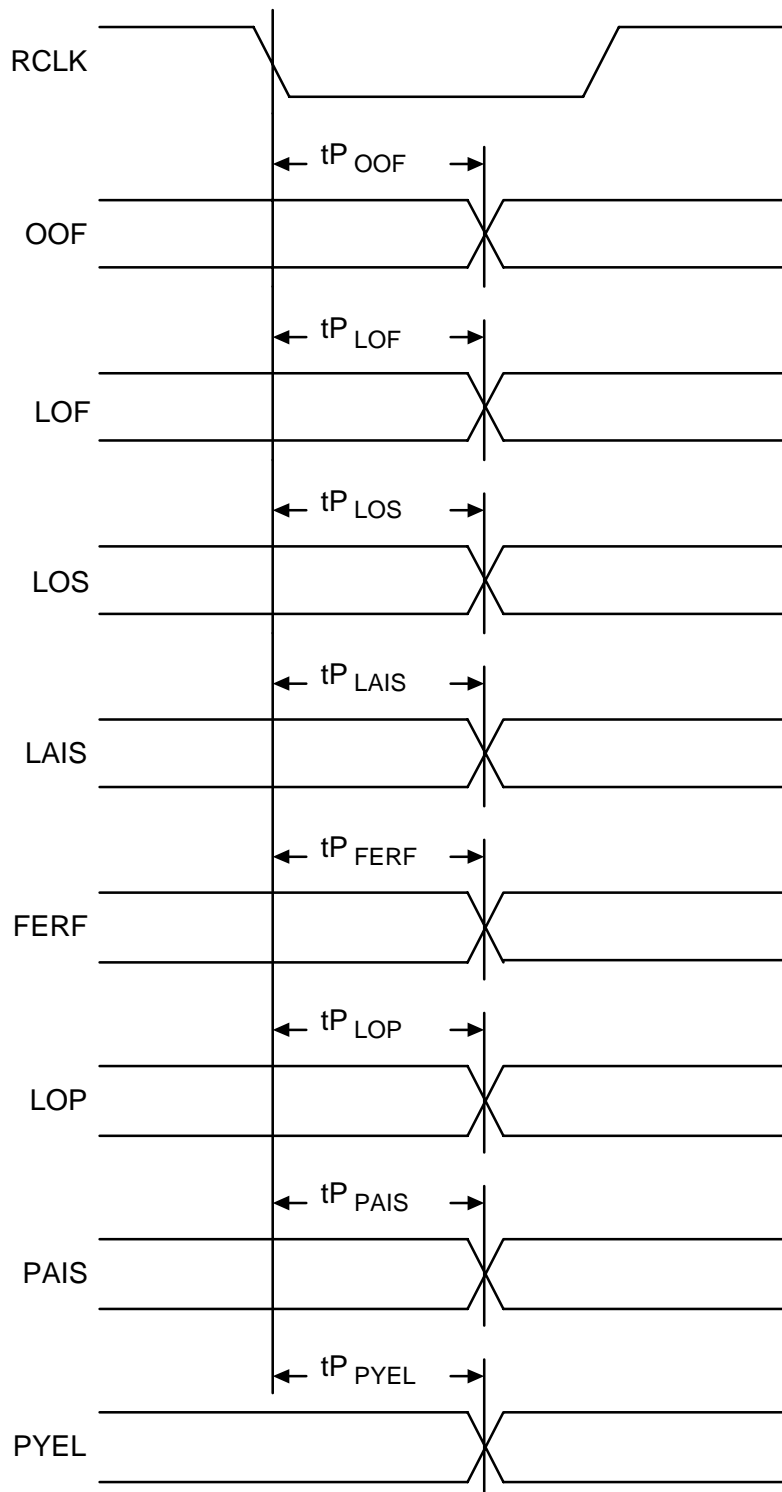 RCLK
tP OOF
OOF
tP LOF
LOF
tP LOS
LOS
tP LAIS
LAIS
tP FERF
FERF
tP LOP
LOP
tP PAIS
PAIS
tP PYEL
PYEL